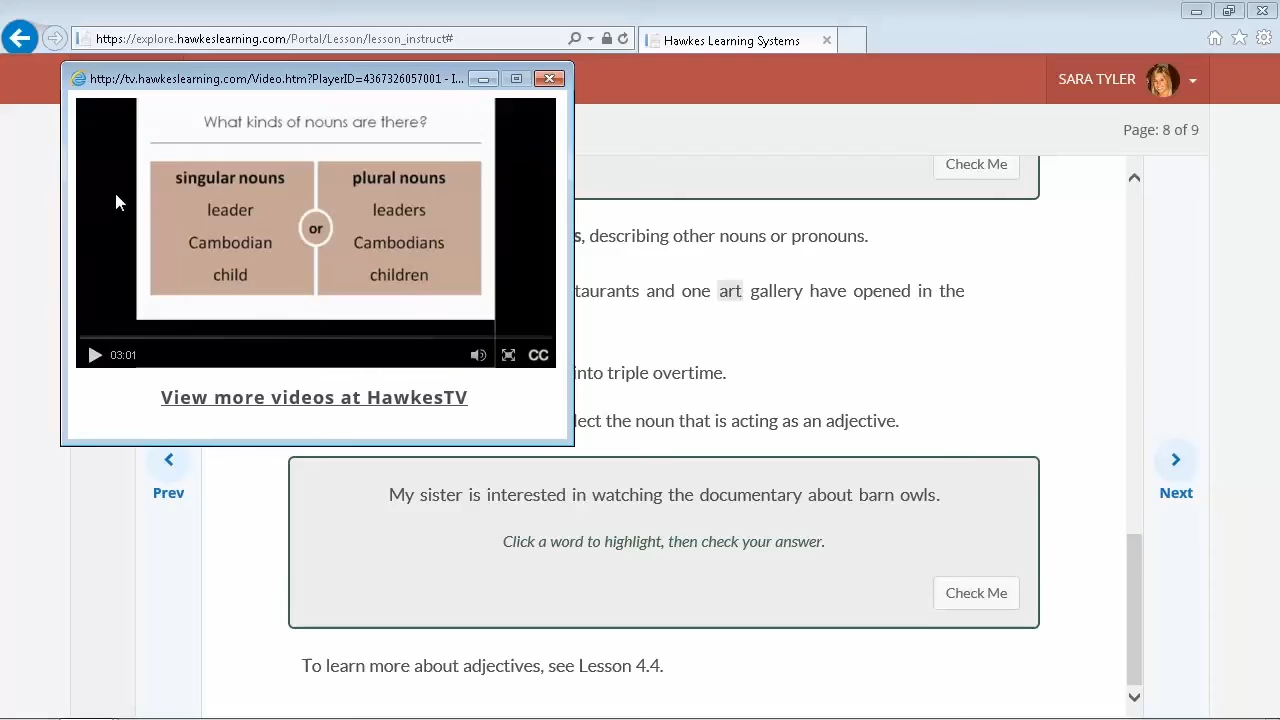 https://explore.hawkeslearning.com/Portal/Lesson/lesson_instruct#
Hawkes Learning Systems
http://tv.hawkeslearning.com/Video.htm?PlayerID=4367326057001 - I...
SARA TYLER
Page: 8 of 9
What kinds of nouns are there?
singular nouns
plural nouns
leader
leaders
or
Cambodian
Cambodians
child
children
03:01
CC
View more videos at HawkesTV
Check Me
s, describing other nouns or pronouns.
taurants and one art gallery have opened in the
into triple overtime.
lect the noun that is acting as an adjective.
Prev
Next
My sister is interested in watching the documentary about barn owls.
Click a word to highlight, then check your answer.
Check Me
To learn more about adjectives, see Lesson 4.4.